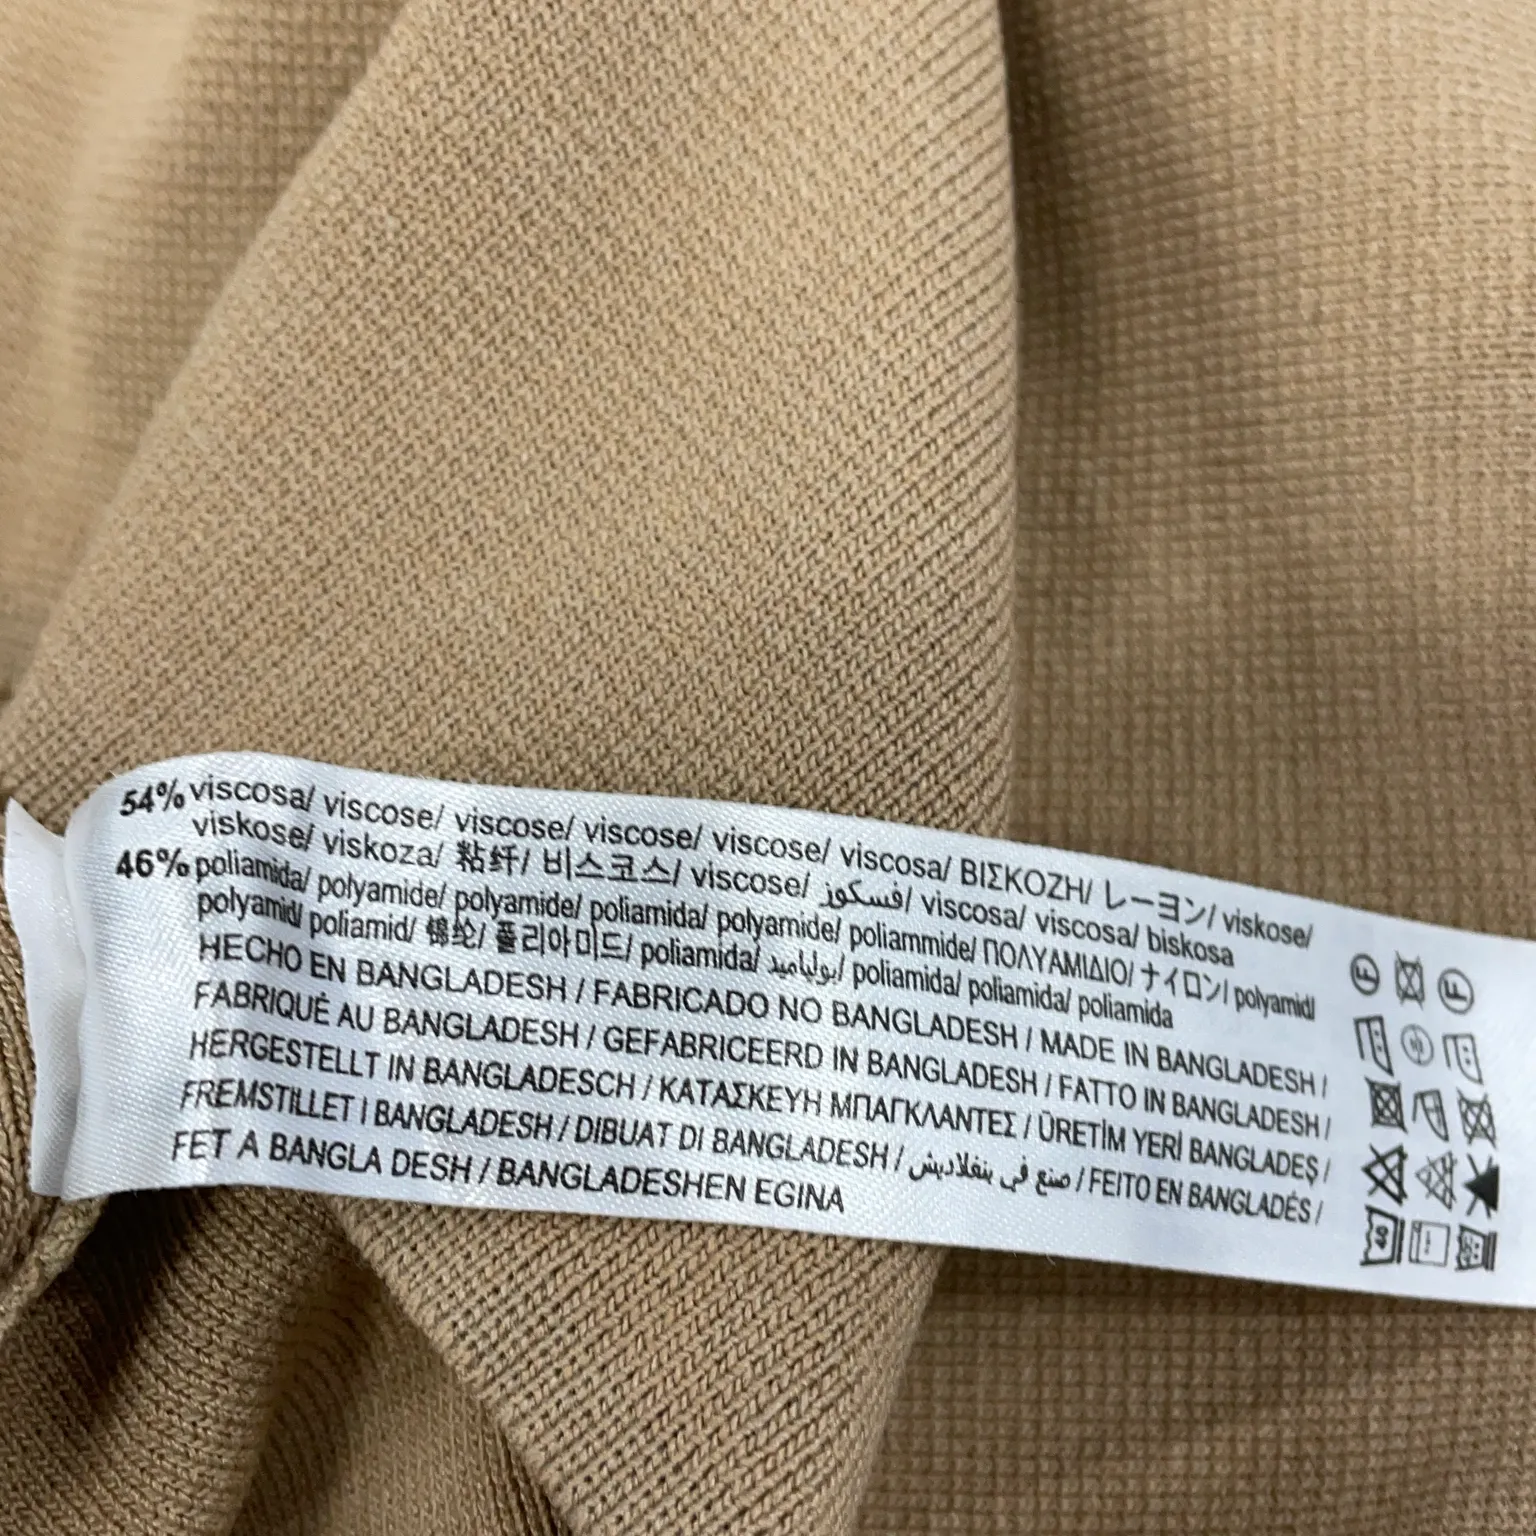 54% viscosa/ viscose/ viscose/ viscose/ viscose/ viscosa/ ΒΙΣΚΟΖΗ/ レーヨン/ viskose/
viskose/ viskoza/ 粘纤/ 비스코스/ viscose/ فسكوز/ viscosa/ viscosa/ biskosa
46% poliamida/ polyamide/ polyamide/ poliamida/ polyamide/ poliammide/ ΠΟΛΥΑΜΙΔΙΟ/ ナイロン/ polyamid/
polyamid/ poliamid/ 锦纶/ 폴리아미드/ poliamida/ بولياميد/ poliamida/ poliamida/ poliamida
HECHO EN BANGLADESH / FABRICADO NO BANGLADESH / MADE IN BANGLADESH /
FABRIQUÉ AU BANGLADESH / GEFABRICEERD IN BANGLADESH / FATTO IN BANGLADESH /
HERGESTELLT IN BANGLADESCH / ΚΑΤΑΣΚΕΥΗ ΜΠΑΓΚΛΑΝΤΕΣ / ÜRETİM YERİ BANGLADEŞ /
FREMSTILLET I BANGLADESH / DIBUAT DI BANGLADESH / صنع في بنغلاديش / FEITO EN BANGLADÉS /
FET A BANGLA DESH / BANGLADESHEN EGINA